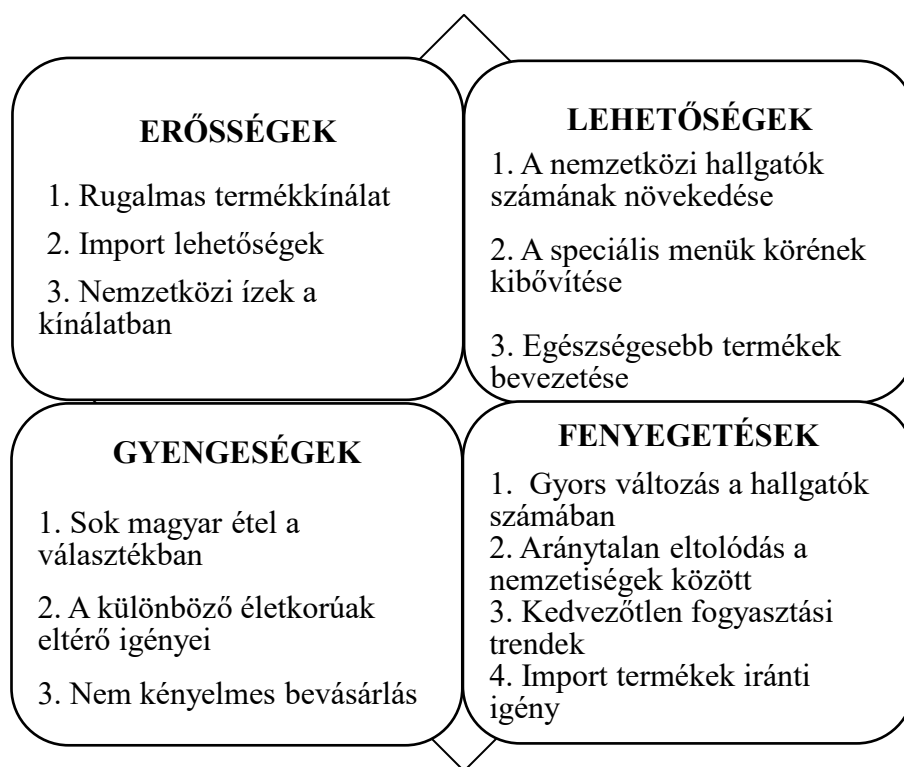 ERŐSSÉGEK
1. Rugalmas termékkínálat
2. Import lehetőségek
3. Nemzetközi ízek a
kínálatban
LEHETŐSÉGEK
1. A nemzetközi hallgatók
számának növekedése
2. A speciális menük körének
kibővítése
3. Egészségesebb termékek
bevezetése
GYENGESÉGEK
1. Sok magyar étel a
választékban
2. A különböző életkorúak
eltérő igényei
3. Nem kényelmes bevásárlás
FENYEGETÉSEK
1. Gyors változás a hallgatók
számában
2. Aránytalan eltolódás a
nemzetiségek között
3. Kedvezőtlen fogyasztási
trendek
4. Import termékek iránti
igény